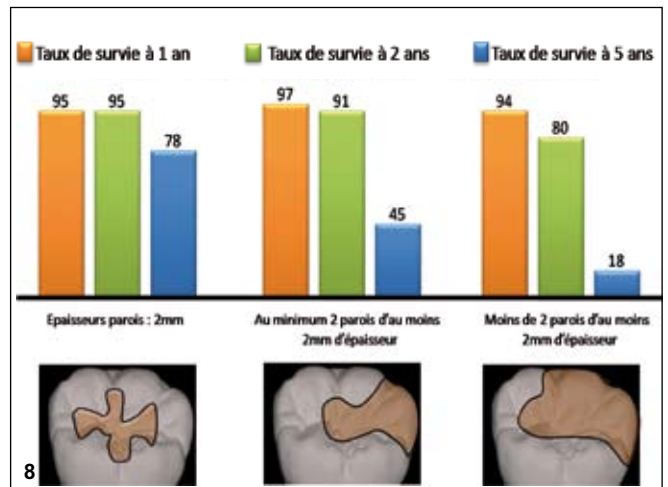 Taux de survie à 1 an
Taux de survie à 2 ans
Taux de survie à 5 ans
95
95
78
97
91
45
94
80
18
Epaisseurs parois : 2mm
Au minimum 2 parois d'au moins
2mm d'épaisseur
Moins de 2 parois d'au moins
2mm d'épaisseur
8